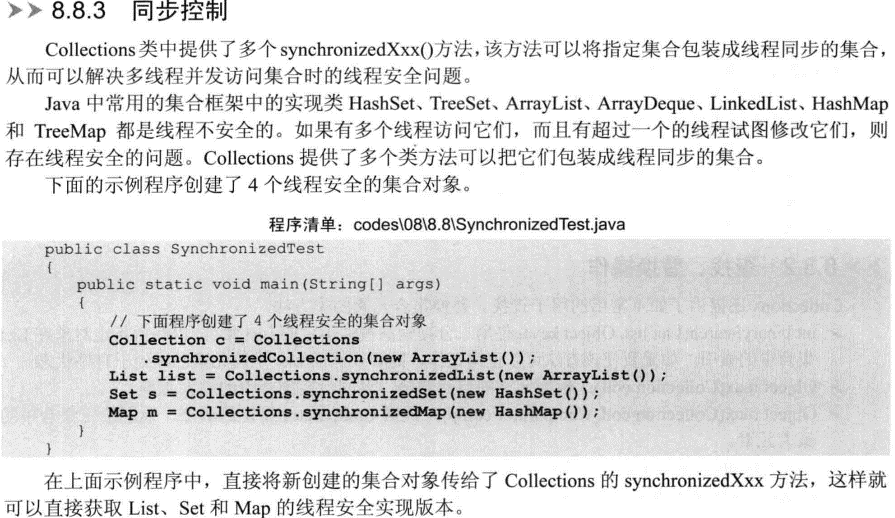 >> 8.8.3 同步控制
Collections类中提供了多个synchronizedXxx()方法，该方法可以将指定集合包装成线程同步的集合，
从而可以解决多线程并发访问集合时的线程安全问题。
Java 中常用的集合框架中的实现类 HashSet、TreeSet、ArrayList、ArrayDeque、LinkedList、HashMap
和 TreeMap 都是线程不安全的。如果有多个线程访问它们，而且有超过一个的线程试图修改它们，则
存在线程安全的问题。Collections 提供了多个类方法可以把它们包装成线程同步的集合。
下面的示例程序创建了 4 个线程安全的集合对象。
程序清单：codes\08\8.8\SynchronizedTest.java
public class SynchronizedTest
{
public static void main(String[] args)
{
// 下面程序创建了 4 个线程安全的集合对象
Collection c = Collections
.synchronizedCollection(new ArrayList());
List list = Collections.synchronizedList(new ArrayList());
Set s = Collections.synchronizedSet(new HashSet());
Map m = Collections.synchronizedMap(new HashMap());
}
}
在上面示例程序中，直接将新创建的集合对象传给了 Collections 的 synchronizedXxx 方法，这样就
可以直接获取 List、Set 和 Map 的线程安全实现版本。